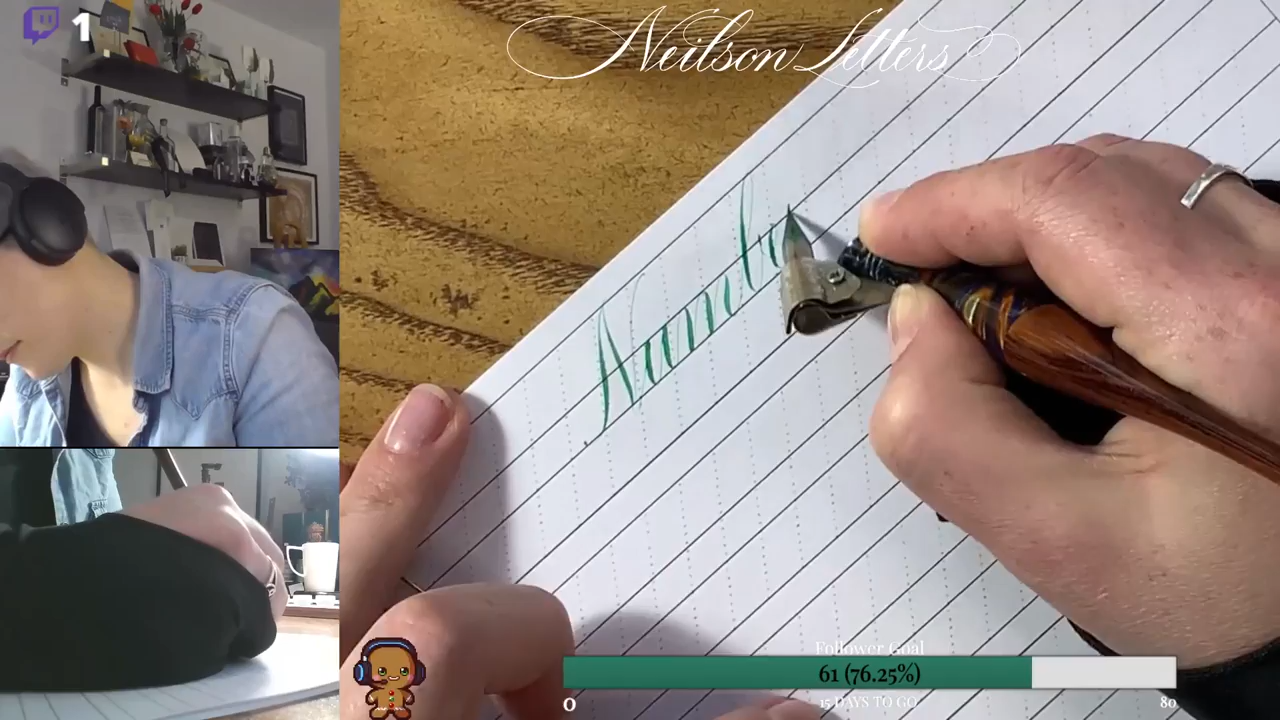 1
Neilson Letters
Numb
Follower Goal
61 (76.25%)
0
15 DAYS TO GO
80